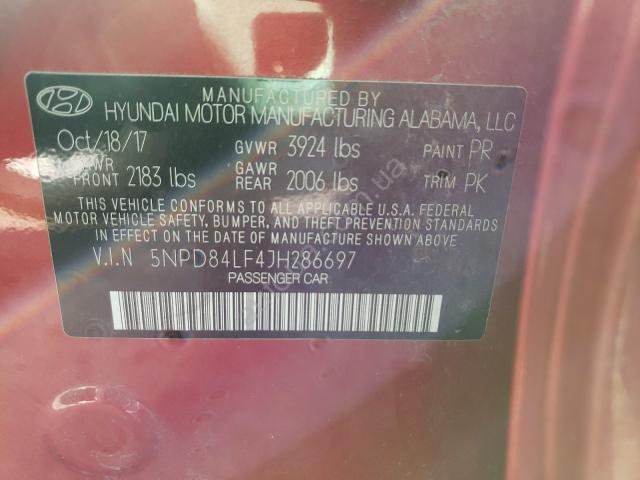 MANUFACTURED BY
HYUNDAI MOTOR MANUFACTURING ALABAMA, LLC
Oct/18/17 GVWR 3924 lbs PAINT PR
GAWR FRONT 2183 lbs GAWR REAR 2006 lbs TRIM PK
THIS VEHICLE CONFORMS TO ALL APPLICABLE U.S.A. FEDERAL
MOTOR VEHICLE SAFETY, BUMPER, AND THEFT PREVENTION STANDARDS
IN EFFECT ON THE DATE OF MANUFACTURE SHOWN ABOVE
V.I.N 5NPD84LF4JH286697
PASSENGER CAR